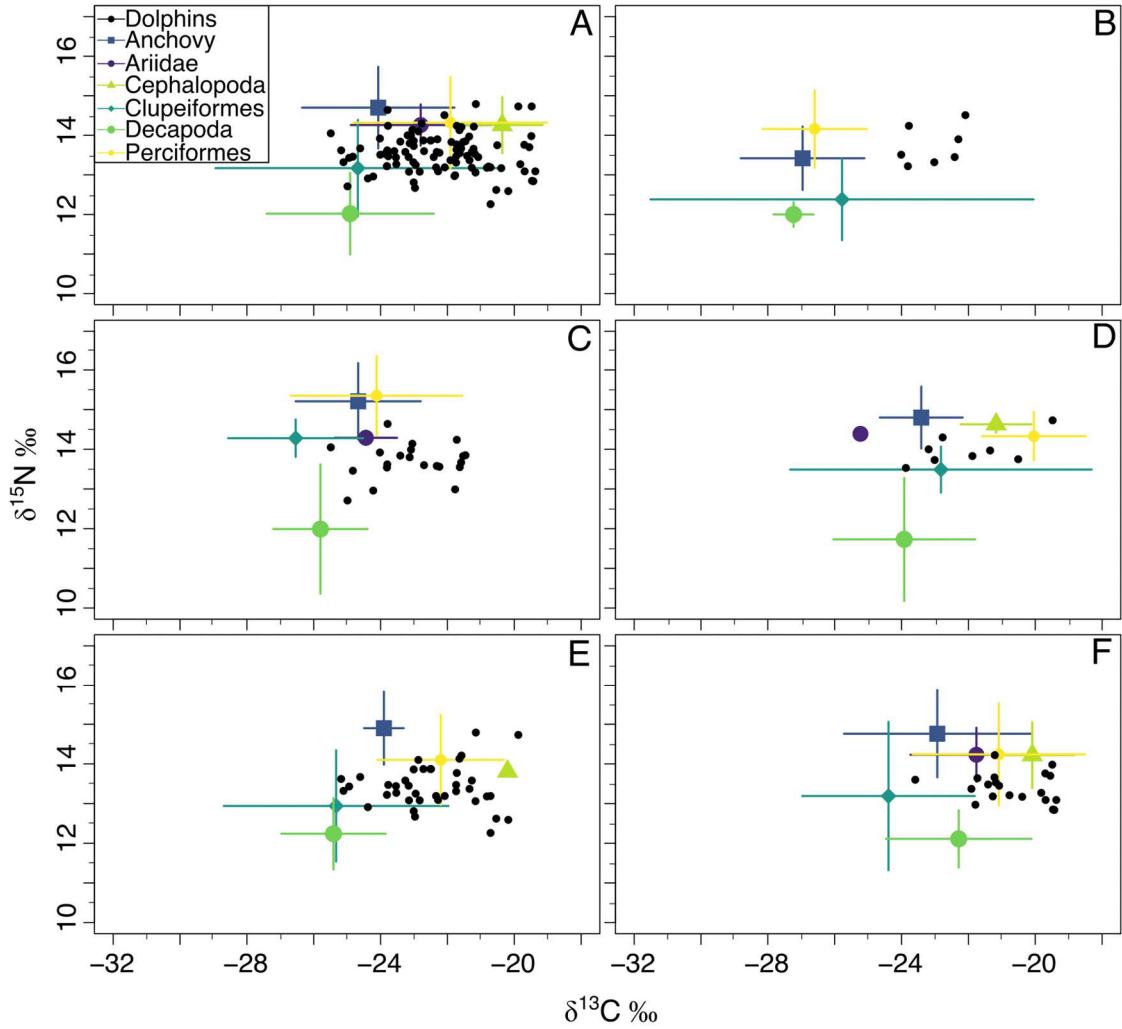 Dolphins
Anchovy
Ariidae
Cephalopoda
Clupeiformes
Decapoda
Perciformes
A
B
16
14
12
10
C
D
16
14
12
10
δ15N ‰
E
F
16
14
12
10
−32 −28 −24 −20 −32 −28 −24 −20
δ13C ‰